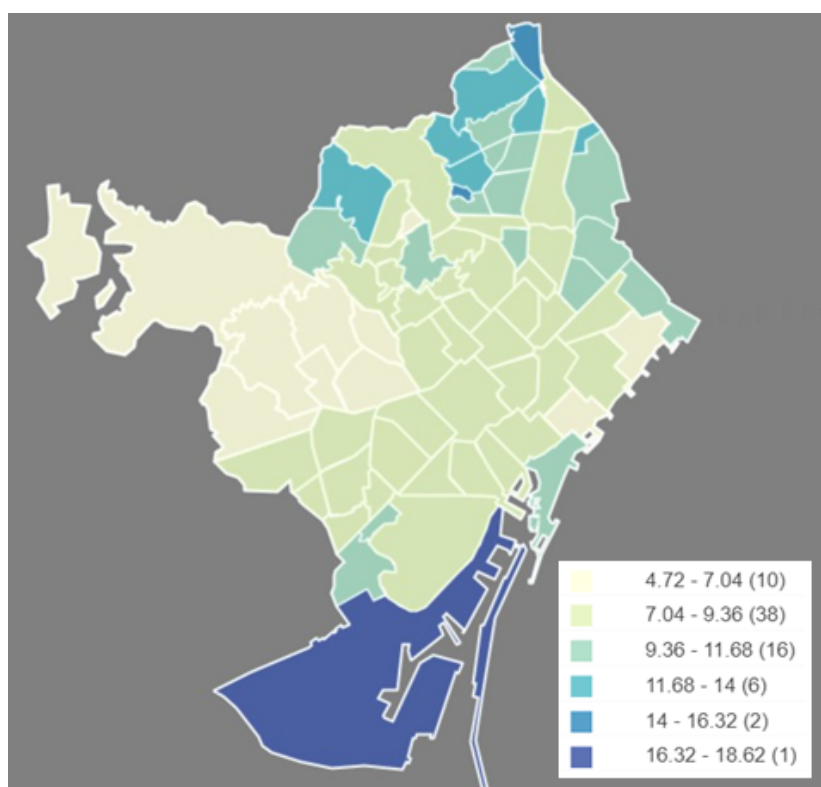 4.72 - 7.04 (10)
7.04 - 9.36 (38)
9.36 - 11.68 (16)
11.68 - 14 (6)
14 - 16.32 (2)
16.32 - 18.62 (1)